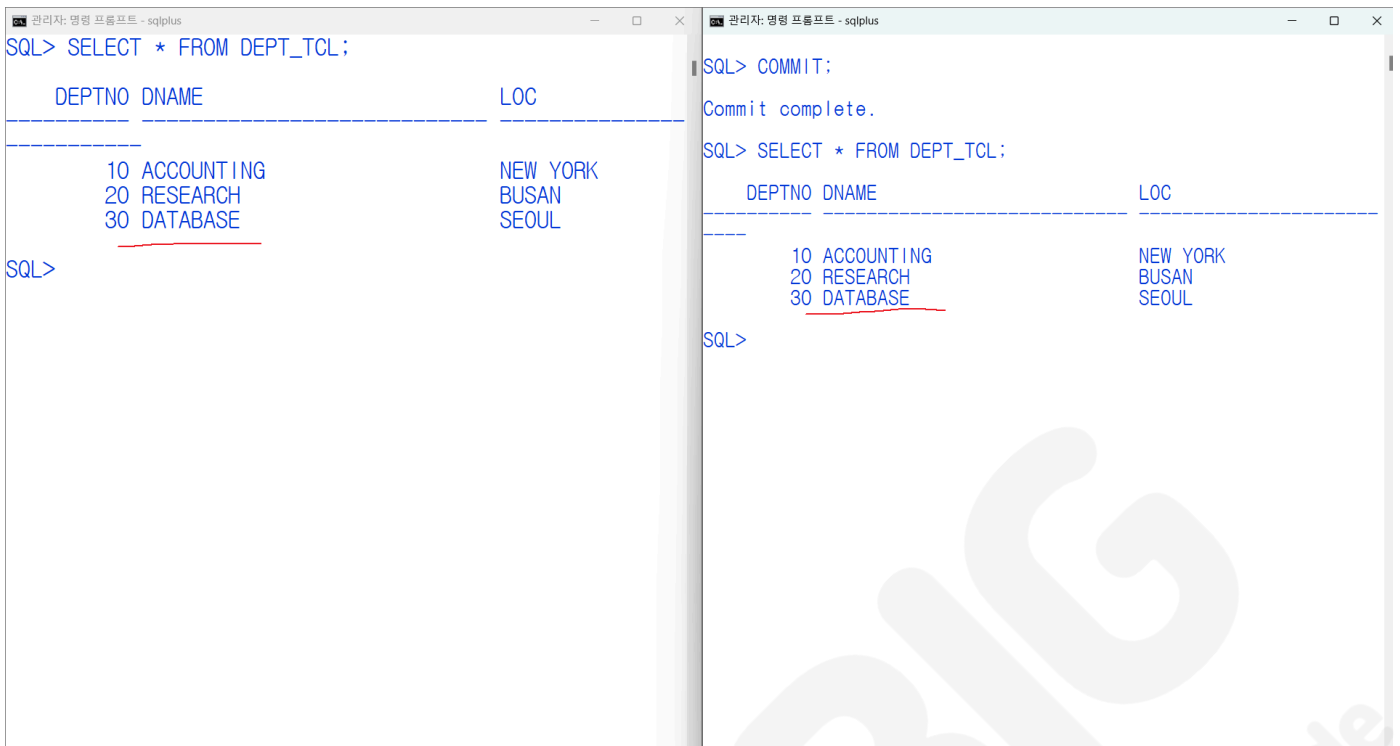 관리자: 명령 프롬프트 - sqlplus
SQL> SELECT * FROM DEPT_TCL;
DEPTNO DNAME LOC
---------- ---------------------------- ---------------
-----------
10 ACCOUNTING NEW YORK
20 RESEARCH BUSAN
30 DATABASE SEOUL
SQL>
관리자: 명령 프롬프트 - sqlplus
SQL> COMMIT;
Commit complete.
SQL> SELECT * FROM DEPT_TCL;
DEPTNO DNAME LOC
---------- ---------------------------- ----------------------
----
10 ACCOUNTING NEW YORK
20 RESEARCH BUSAN
30 DATABASE SEOUL
SQL>
BIG